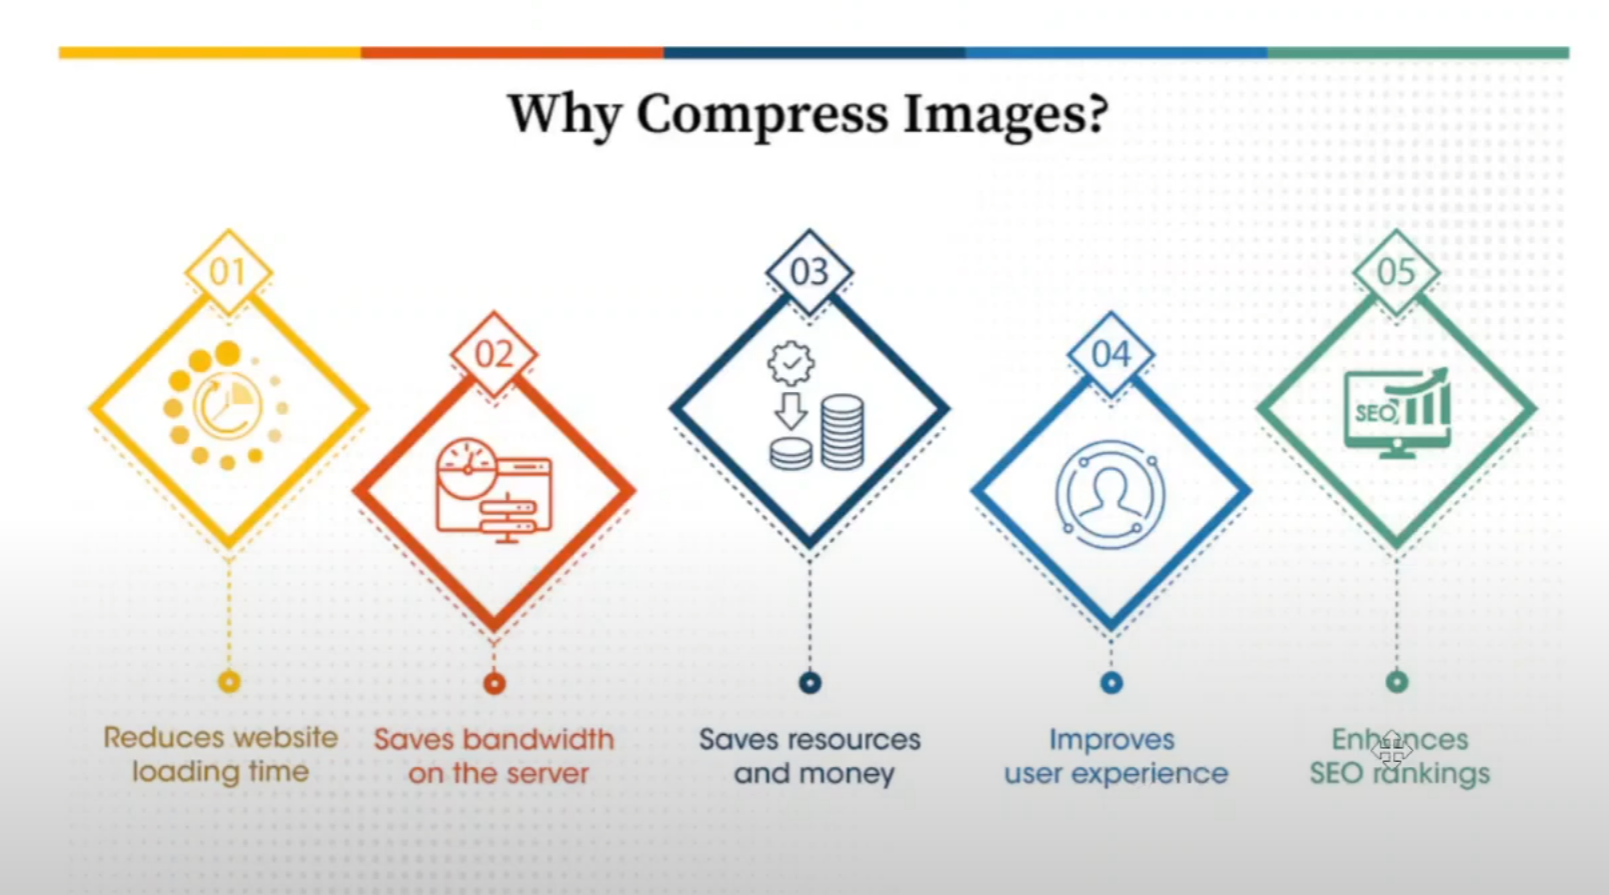 Why Compress Images?
01
02
03
04
05
SEO
Reduces website
loading time
Saves bandwidth
on the server
Saves resources
and money
Improves
user experience
Enhances
SEO rankings